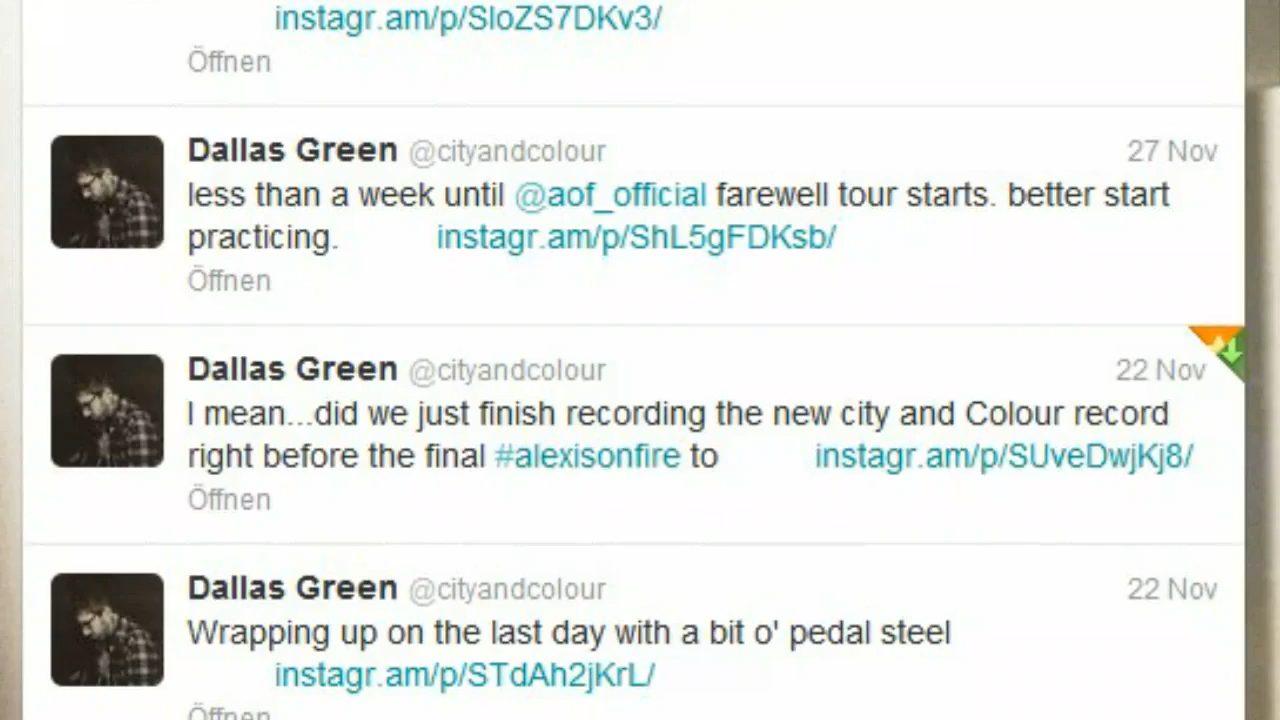 instagr.am/p/SloZS7DKv3/
Öffnen
Dallas Green @cityandcolour 27 Nov
less than a week until @aof_official farewell tour starts. better start
practicing. instagr.am/p/ShL5gFDKsb/
Öffnen
Dallas Green @cityandcolour 22 Nov
I mean...did we just finish recording the new city and Colour record
right before the final #alexisonfire to instagr.am/p/SUveDwjKj8/
Öffnen
Dallas Green @cityandcolour 22 Nov
Wrapping up on the last day with a bit o' pedal steel
instagr.am/p/STdAh2jKrL/
Öffnen